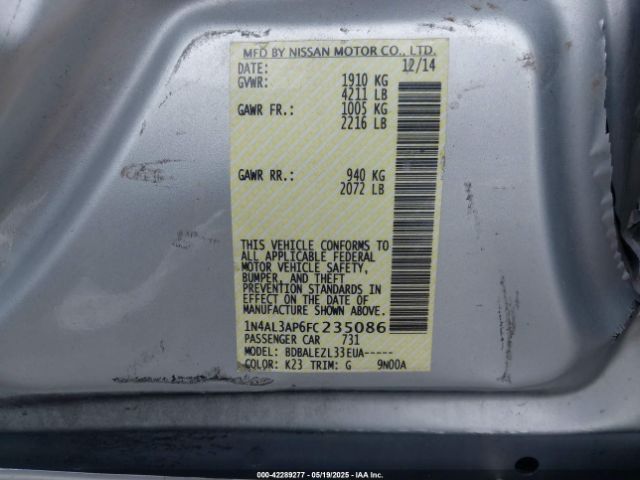 MFD BY NISSAN MOTOR CO., LTD.
DATE: 12/14
GVWR: 1910 KG
4211 LB
GAWR FR.: 1005 KG
2216 LB
GAWR RR.: 940 KG
2072 LB
THIS VEHICLE CONFORMS TO
ALL APPLICABLE FEDERAL
MOTOR VEHICLE SAFETY,
BUMPER, AND THEFT
PREVENTION STANDARDS IN
EFFECT ON THE DATE OF
MANUFACTURE SHOWN ABOVE.
1N4AL3AP6FC235086
PASSENGER CAR 731
MODEL: BDBALEZL33EUA-----
COLOR: K23 TRIM: G 9N00A
000-42289277 - 05/19/2025 - IAA Inc.